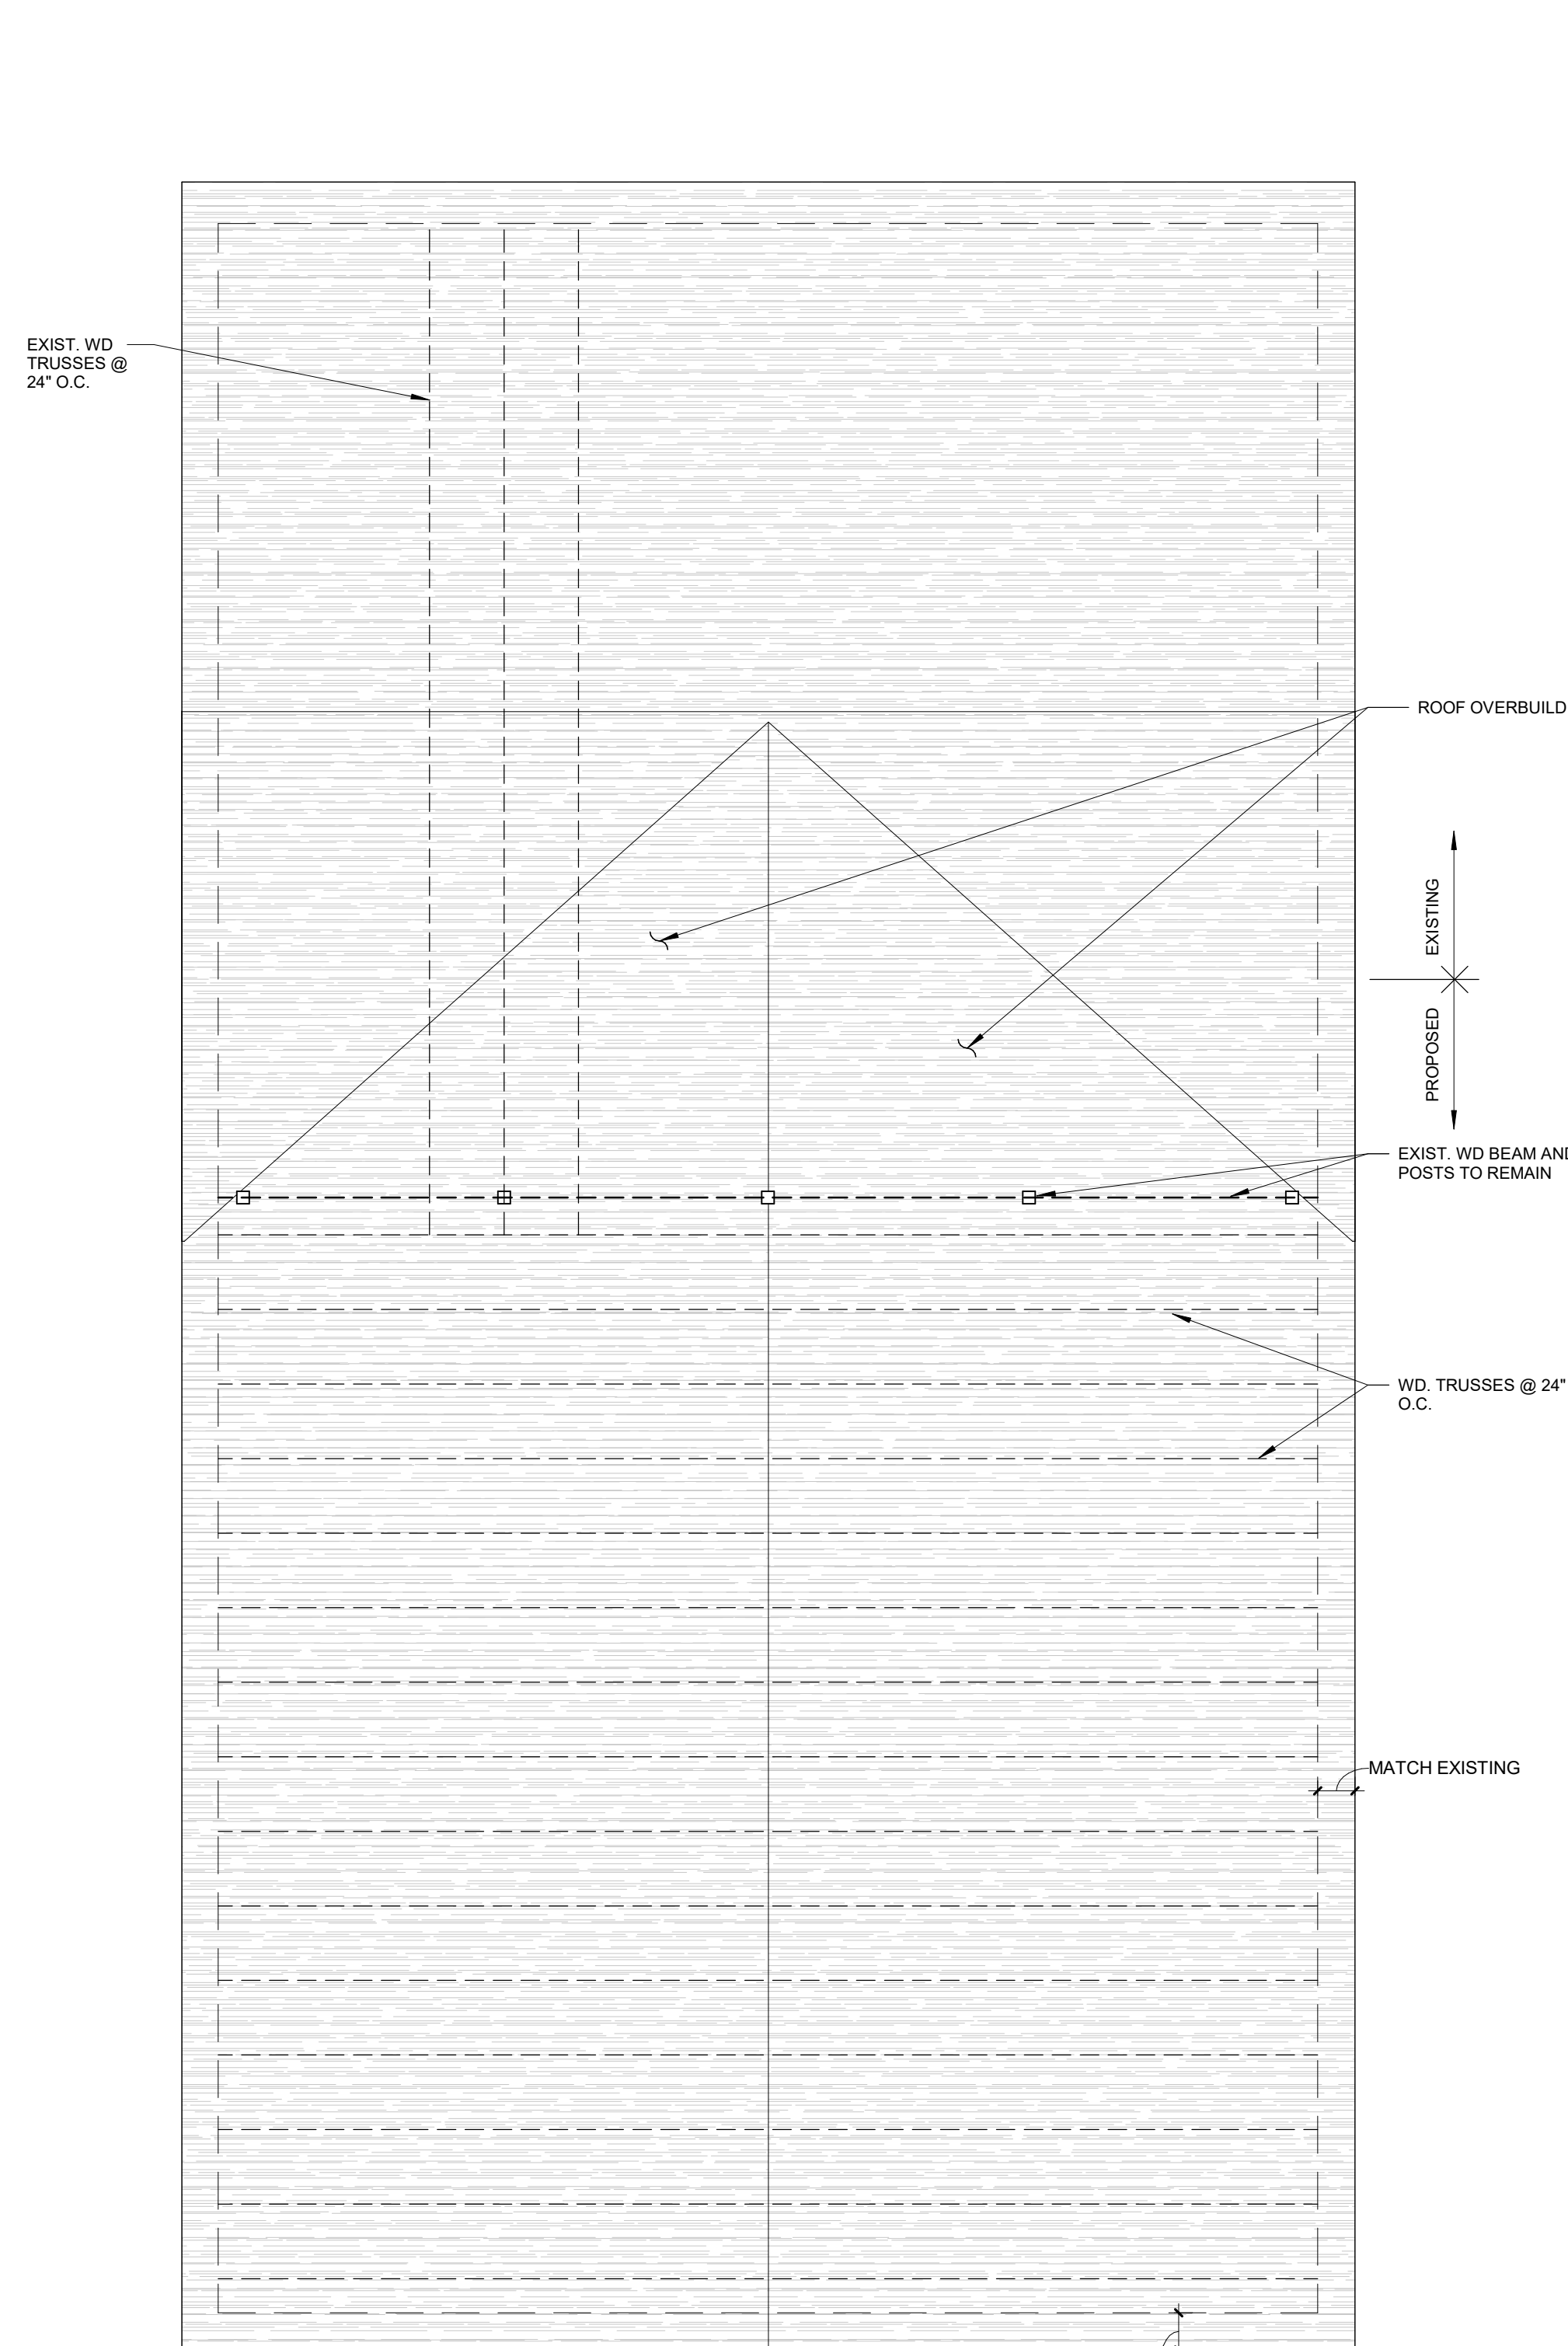 EXIST. WD
TRUSSES @
24" O.C.
ROOF OVERBUILD
EXISTING
PROPOSED
EXIST. WD BEAM AND
POSTS TO REMAIN
WD. TRUSSES @ 24"
O.C.
MATCH EXISTING